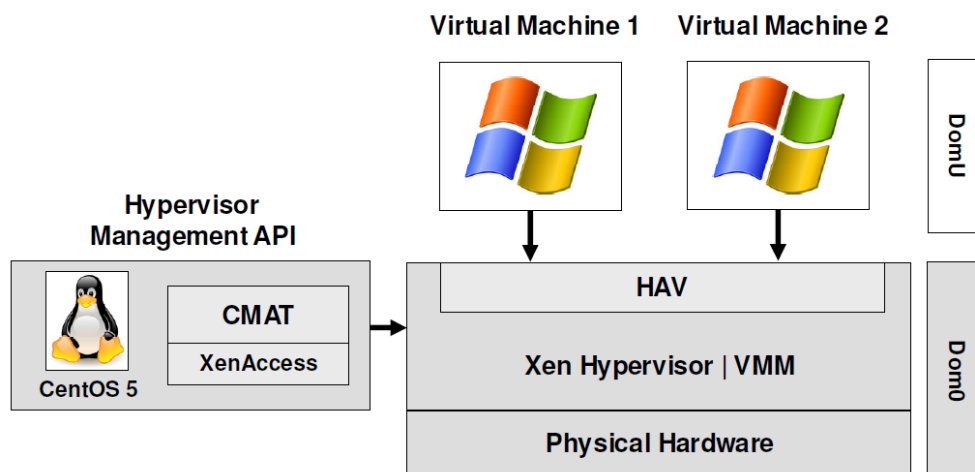 Virtual Machine 1
Virtual Machine 2
DomU
Hypervisor
Management API
HAV
CMAT
XenAccess
CentOS 5
Xen Hypervisor | VMM
Dom0
Physical Hardware